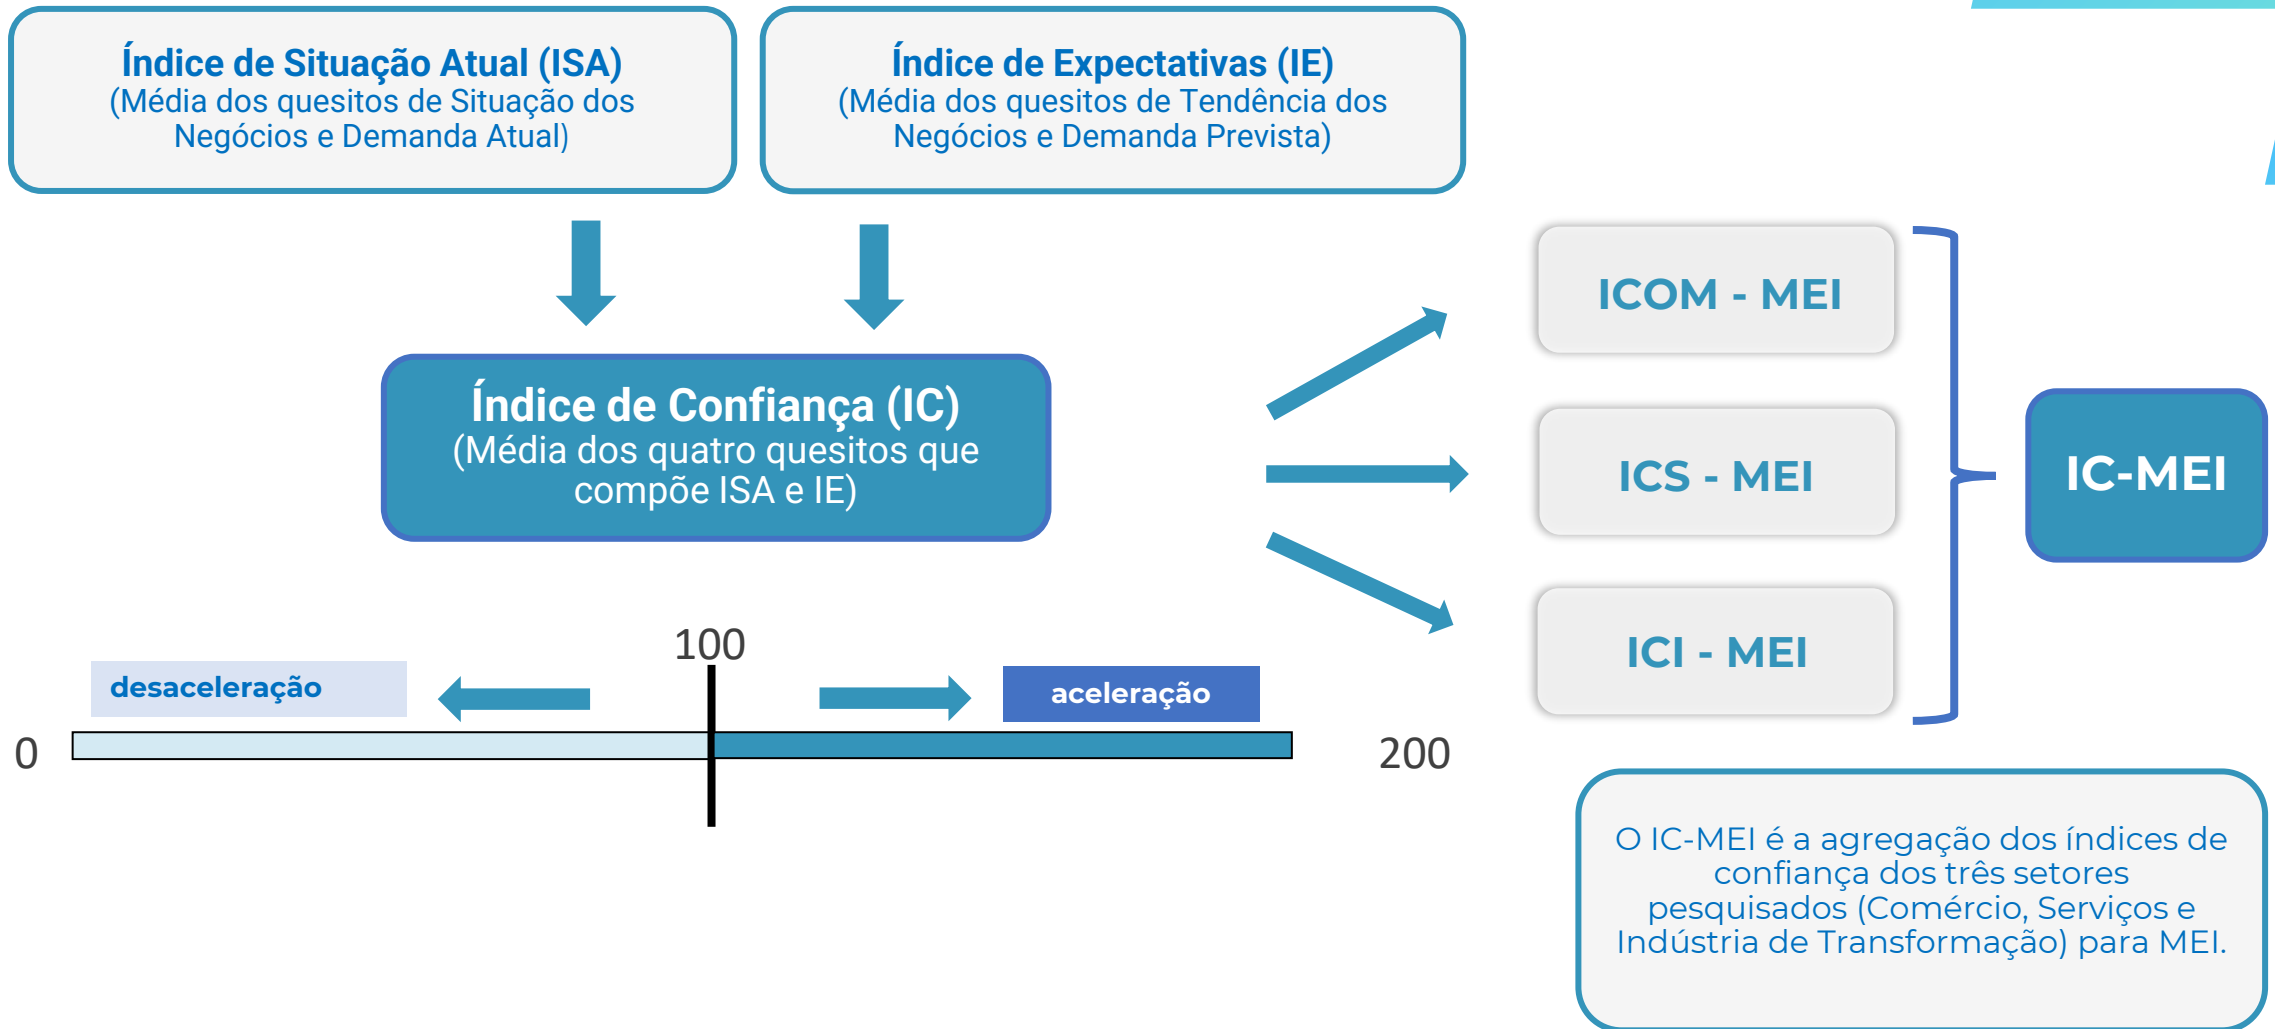 Índice de Situação Atual (ISA)
(Média dos quesitos de Situação dos
Negócios e Demanda Atual)
Índice de Expectativas (IE)
(Média dos quesitos de Tendência dos
Negócios e Demanda Prevista)
Índice de Confiança (IC)
(Média dos quatro quesitos que
compõe ISA e IE)
ICOM - MEI
ICS - MEI
ICI - MEI
IC-MEI
100
desaceleração
aceleração
0
200
O IC-MEI é a agregação dos índices de
confiança dos três setores
pesquisados (Comércio, Serviços e
Indústria de Transformação) para MEI.